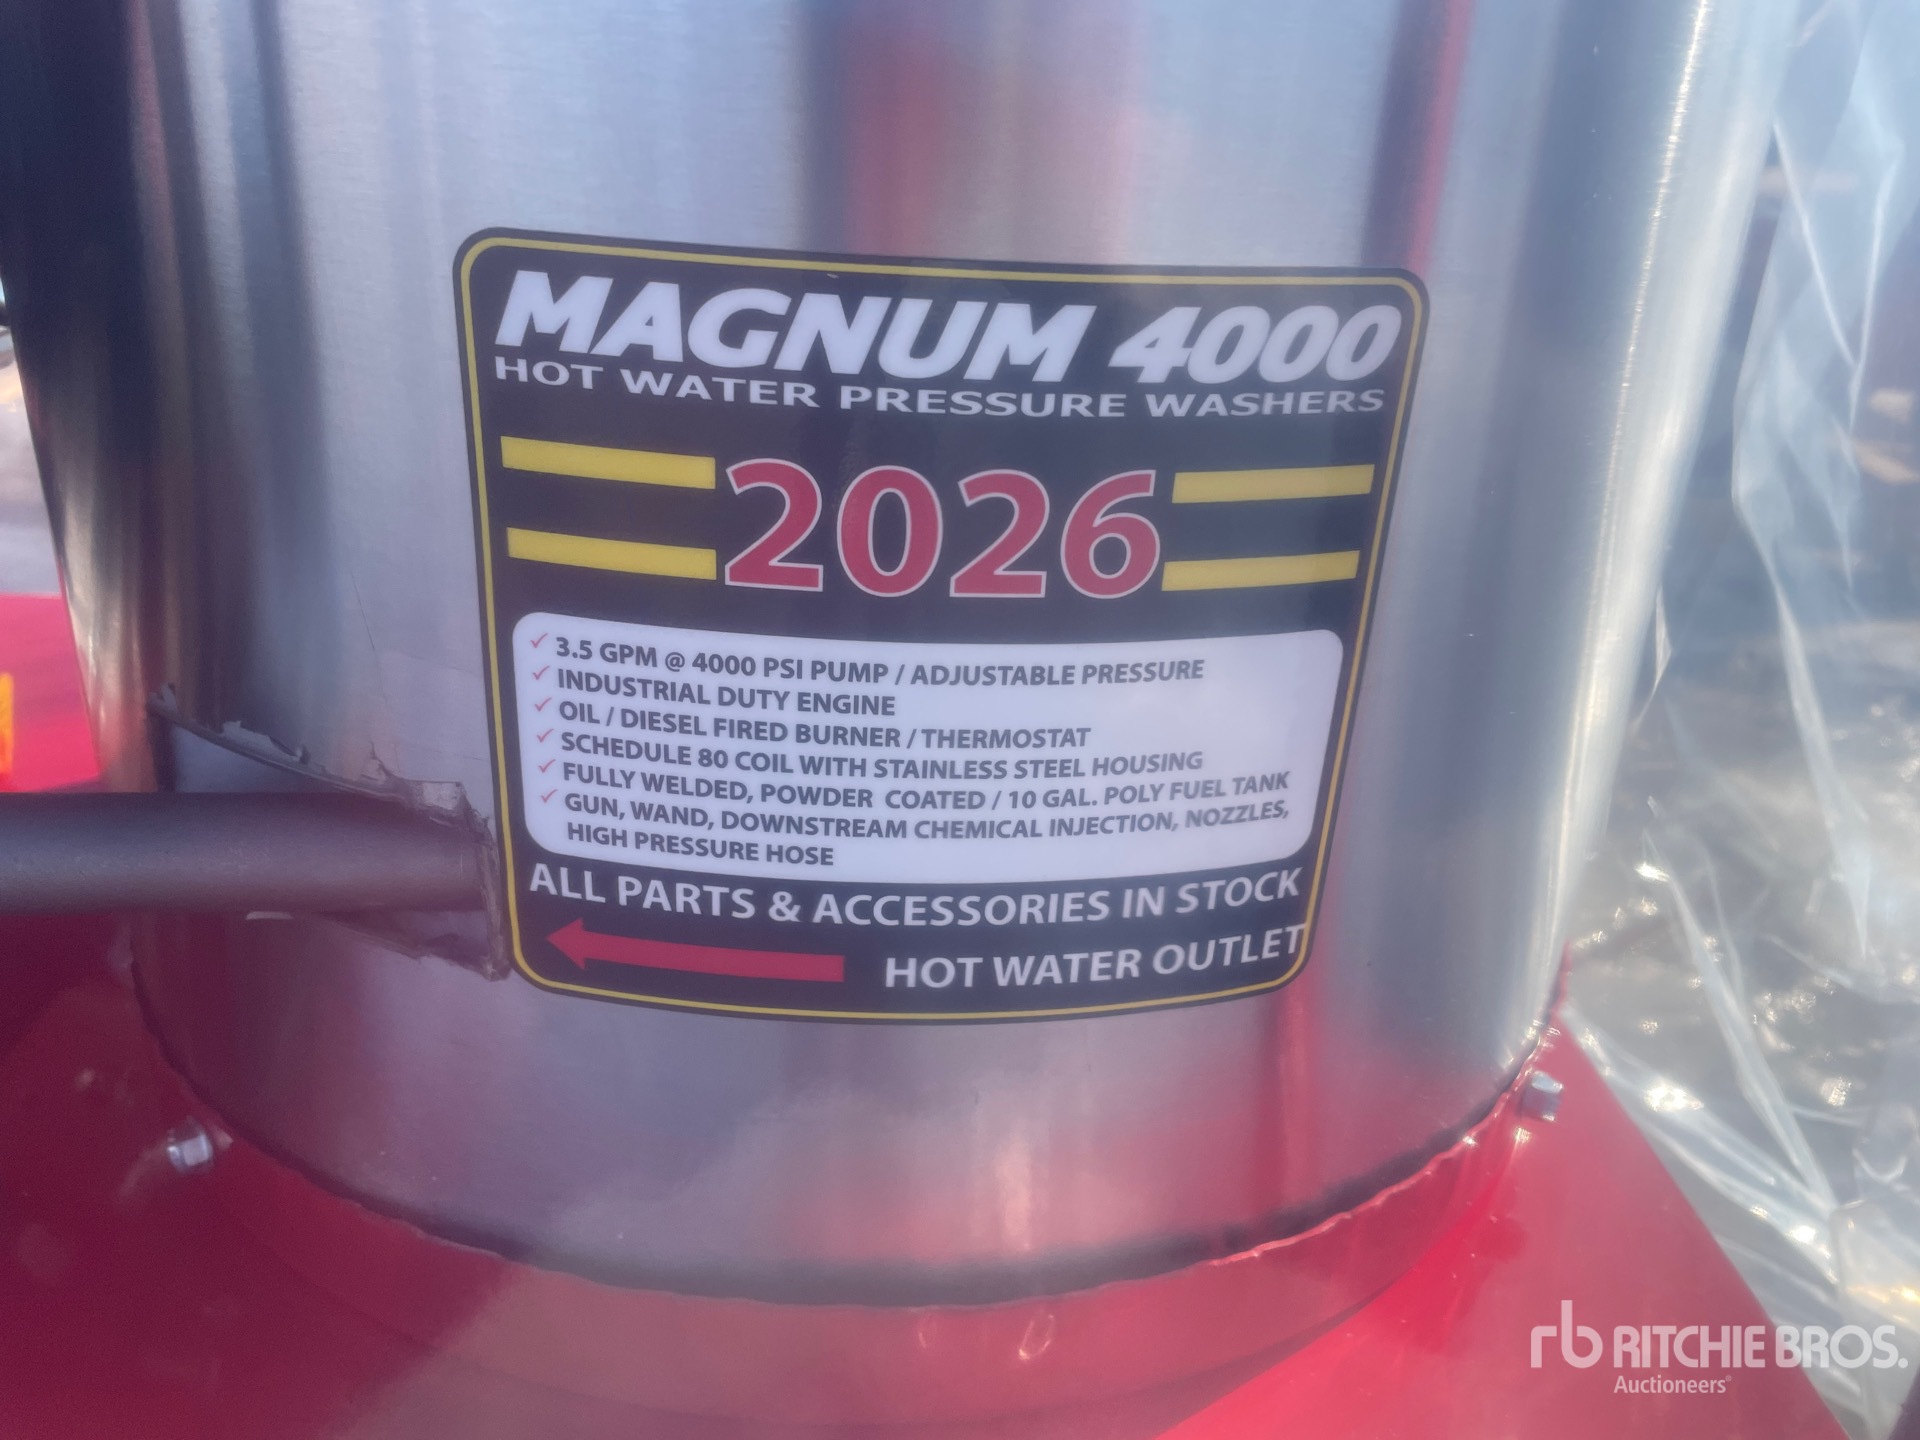 MAGNUM 4000
HOT WATER PRESSURE WASHERS
2026
✓ 3.5 GPM @ 4000 PSI PUMP / ADJUSTABLE PRESSURE
✓ INDUSTRIAL DUTY ENGINE
✓ OIL / DIESEL FIRED BURNER / THERMOSTAT
✓ SCHEDULE 80 COIL WITH STAINLESS STEEL HOUSING
✓ FULLY WELDED, POWDER COATED / 10 GAL. POLY FUEL TANK
✓ GUN, WAND, DOWNSTREAM CHEMICAL INJECTION, NOZZLES,
HIGH PRESSURE HOSE
ALL PARTS & ACCESSORIES IN STOCK
HOT WATER OUTLET
rb RITCHIE BROS.
Auctioneers®